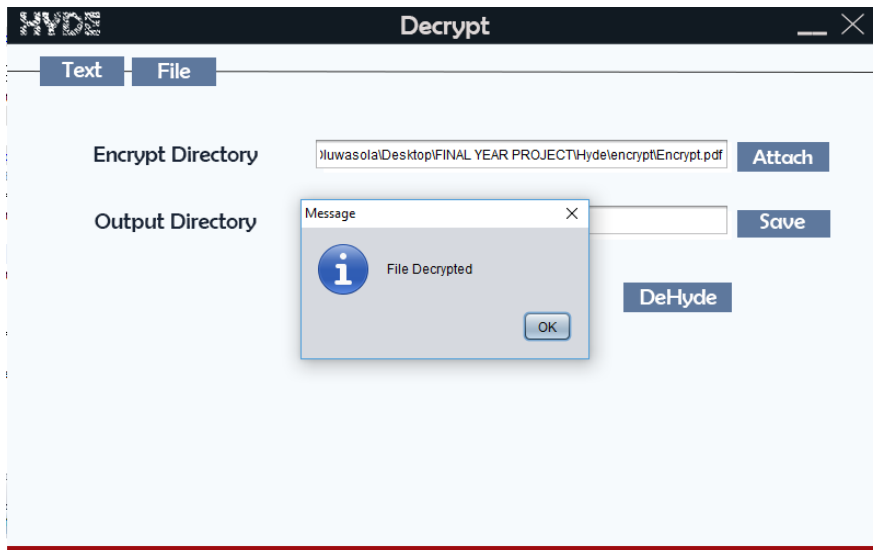 HYDE
Decrypt
Text File
Encrypt Directory
luwasola\Desktop\FINAL YEAR PROJECT\Hyde\encrypt\Encrypt.pdf
Attach
Output Directory
Save
Message
File Decrypted
OK
DeHyde